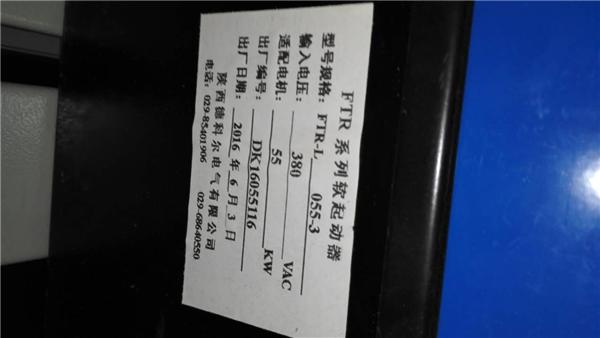 FTR 系列软起动器
型号规格: FTR-L 055-3
输入电压: 380 VAC
适配电机: 55 KW
出厂编号: DK16055116
出厂日期: 2016 年 6 月 3 日
陕西德科尔电气有限公司
电话: 029-85401906 029-68640550